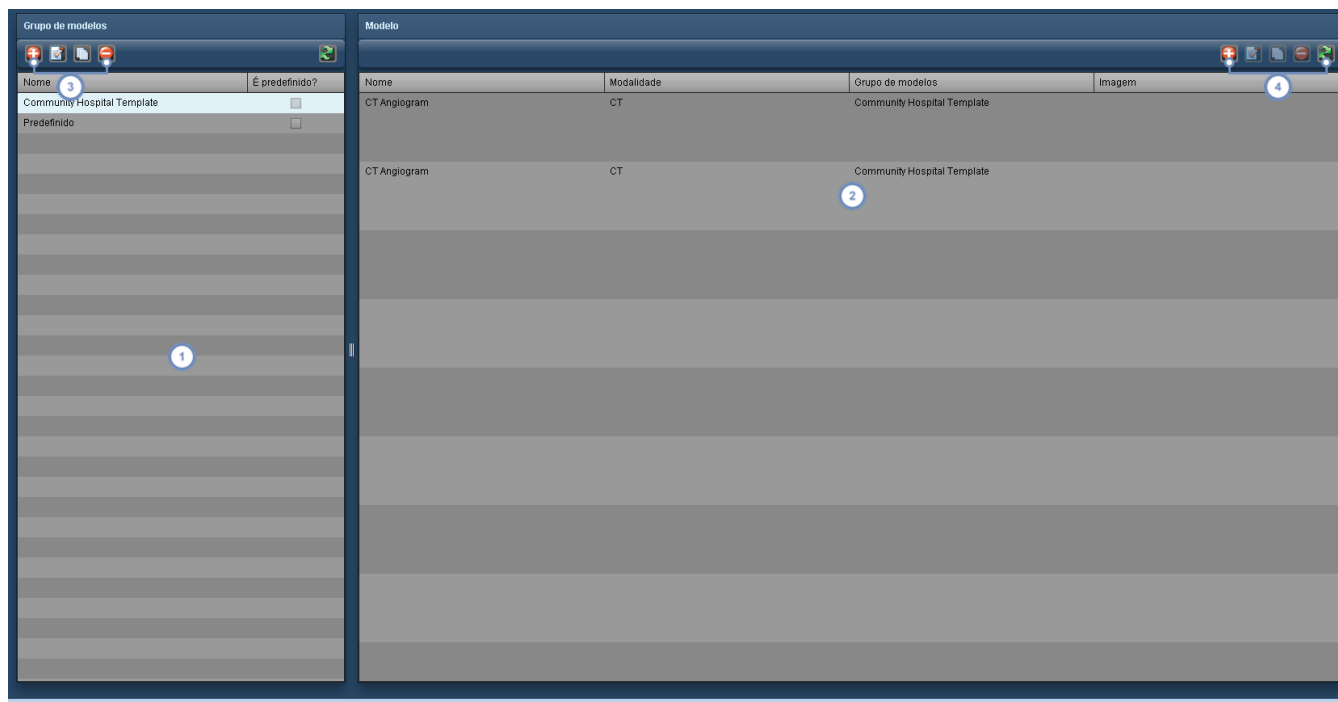 Grupo de modelos
Modelo
3
4
Nome É predefinido?
Nome Modalidade Grupo de modelos Imagem
Community Hospital Template
CT Angiogram CT Community Hospital Template
Predefinido
CT Angiogram CT Community Hospital Template
2
1